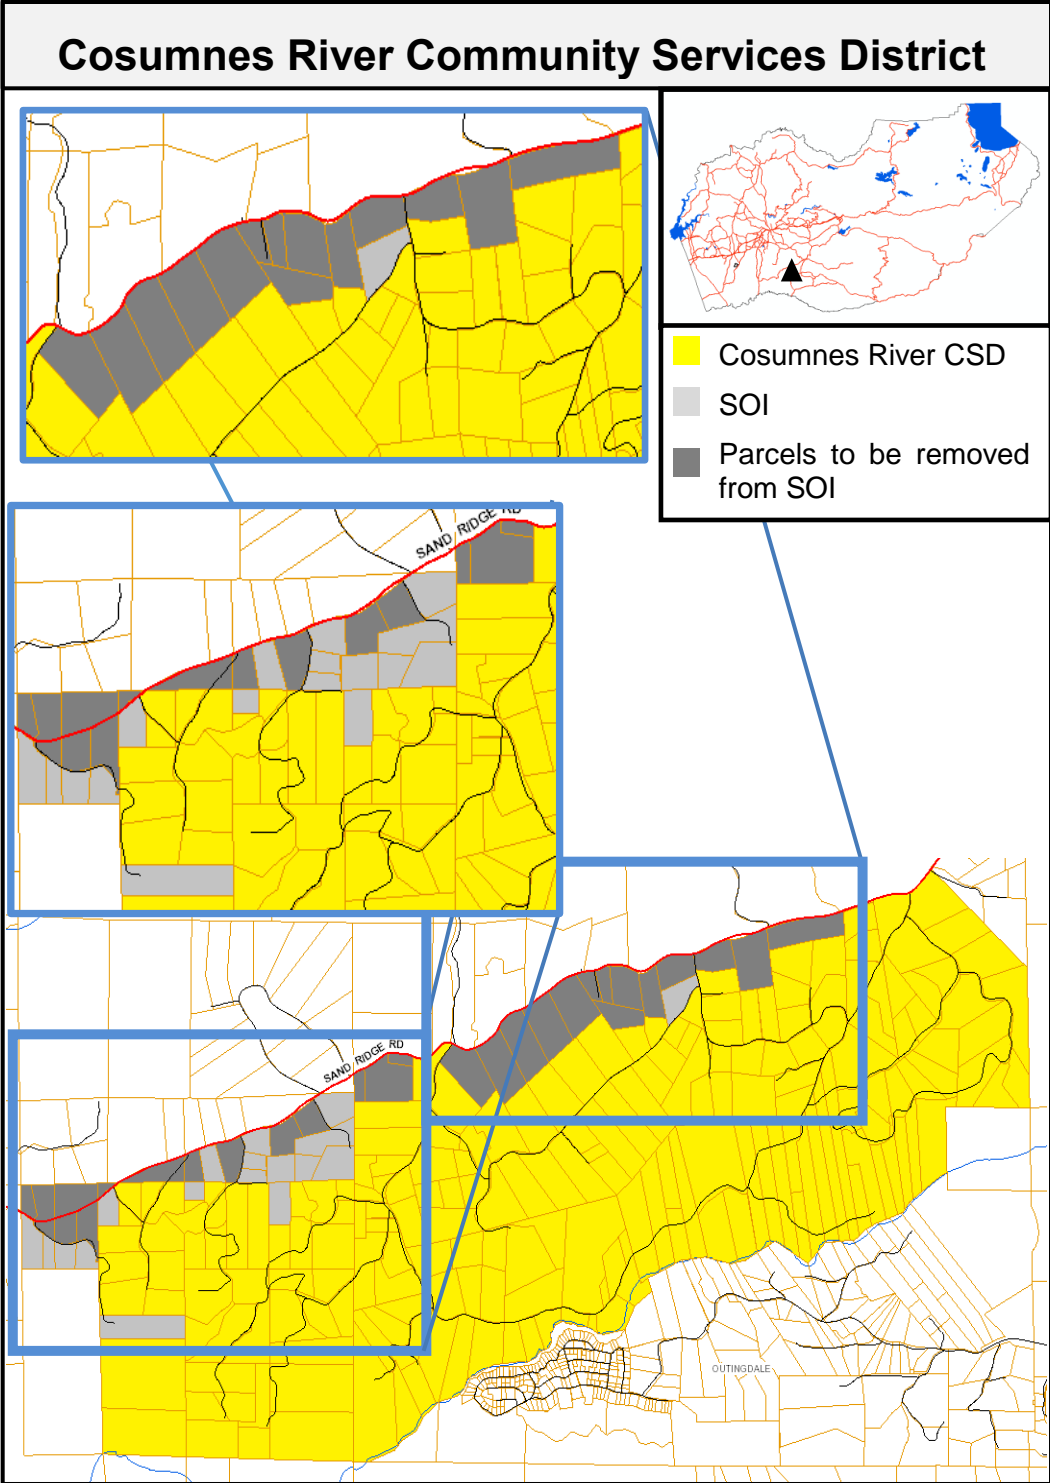 Cosumnes River Community Services District
Cosumnes River CSD
SOI
Parcels to be removed
from SOI
SAND RIDGE RD
SAND RIDGE RD
OUTINGDALE